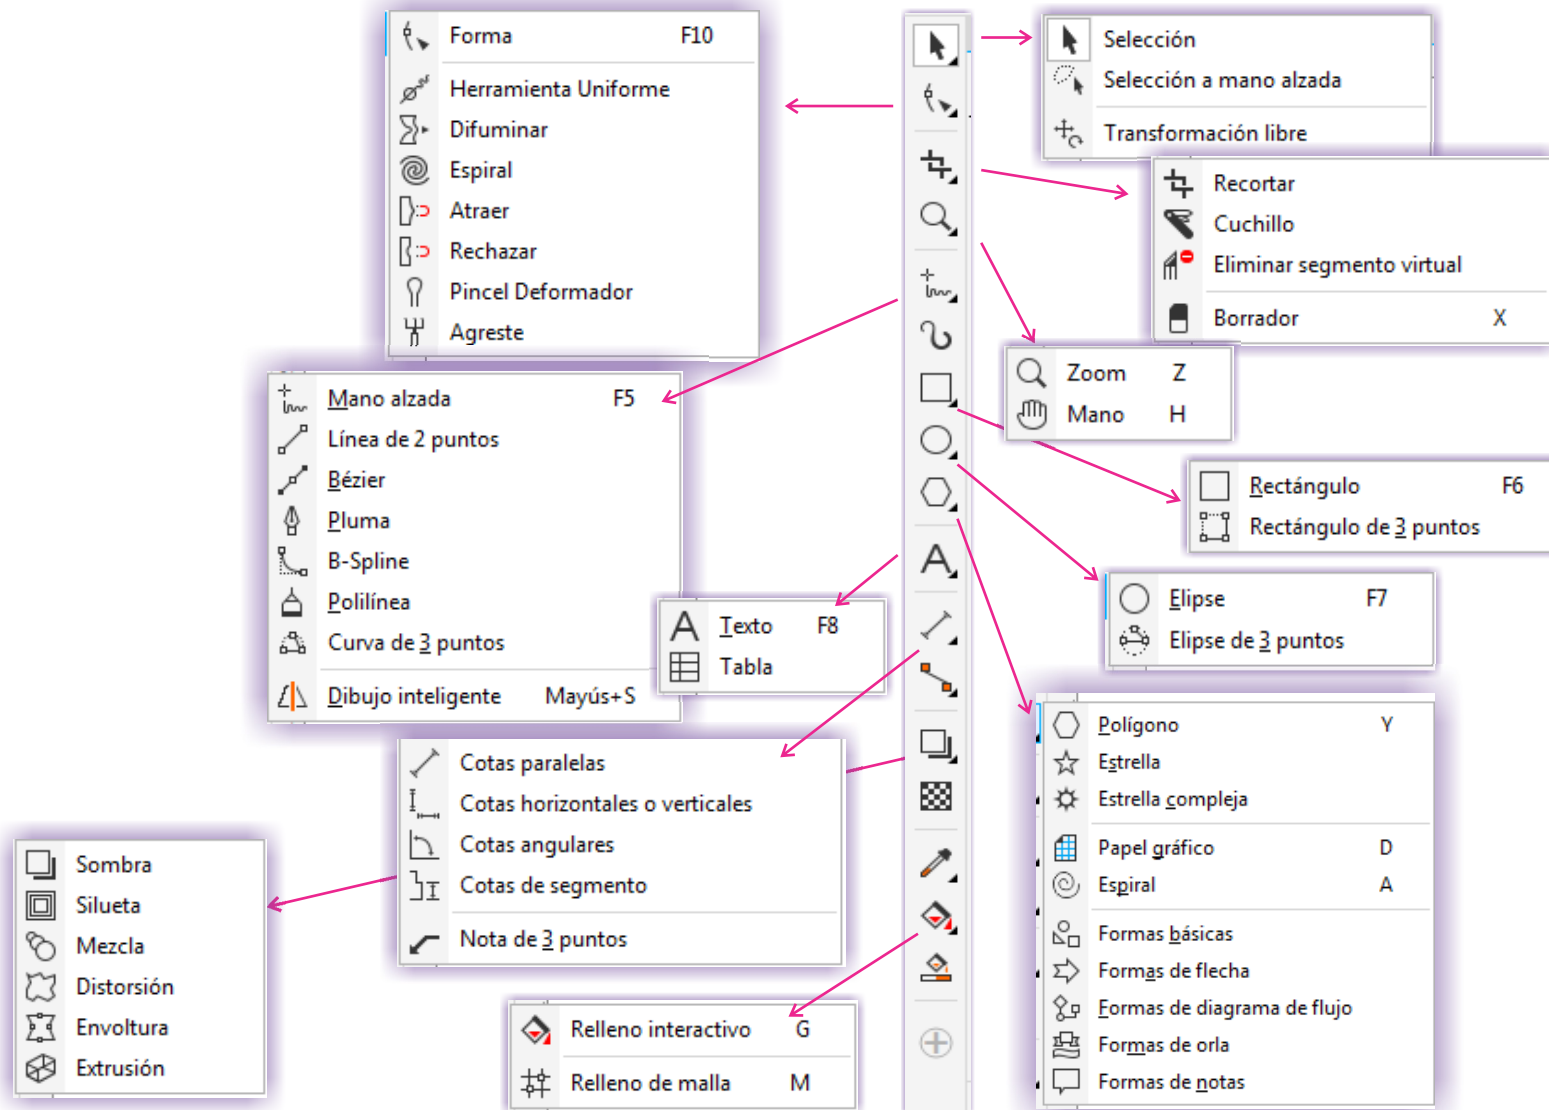 Forma F10
Herramienta Uniforme
Difuminar
Espiral
Atraer
Rechazar
Pincel Deformador
Agreste
Selección
Selección a mano alzada
Transformación libre
Recortar
Cuchillo
Eliminar segmento virtual
Borrador X
Zoom Z
Mano H
Mano alzada F5
Línea de 2 puntos
Bézier
Pluma
B-Spline
Polilínea
Curva de 3 puntos
Dibujo inteligente Mayús+S
Rectángulo F6
Rectángulo de 3 puntos
Elipse F7
Elipse de 3 puntos
Texto F8
Tabla
Polígono Y
Estrella
Estrella compleja
Papel gráfico D
Espiral A
Formas básicas
Formas de flecha
Formas de diagrama de flujo
Formas de orla
Formas de notas
Cotas paralelas
Cotas horizontales o verticales
Cotas angulares
Cotas de segmento
Nota de 3 puntos
Sombra
Silueta
Mezcla
Distorsión
Envoltura
Extrusión
Relleno interactivo G
Relleno de malla M